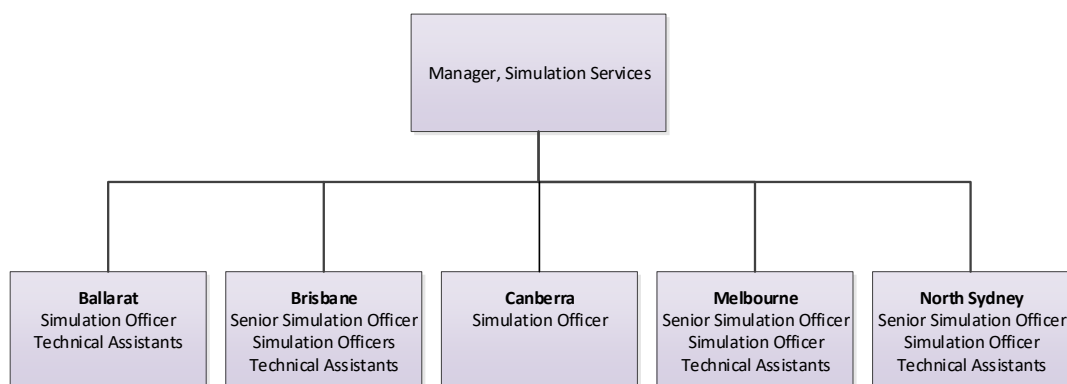 Manager, Simulation Services
Ballarat
Simulation Officer
Technical Assistants
Brisbane
Senior Simulation Officer
Simulation Officers
Technical Assistants
Canberra
Simulation Officer
Melbourne
Senior Simulation Officer
Simulation Officer
Technical Assistants
North Sydney
Senior Simulation Officer
Simulation Officer
Technical Assistants